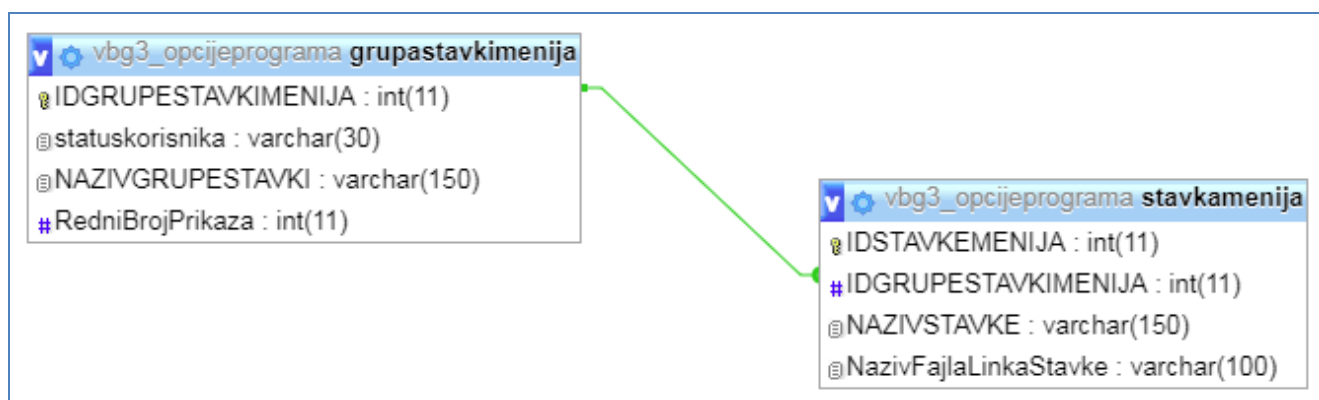 v vbg3_opcijeprograma grupastavkimenija
IDGRUPESTAVKIMENIJA : int(11)
statuskorisnika : varchar(30)
NAZIVGRUPESTAVKI : varchar(150)
# RedniBrojPrikaza : int(11)
v vbg3_opcijeprograma stavkamenija
IDSTAVKEMENIJA : int(11)
# IDGRUPESTAVKIMENIJA : int(11)
NAZIVSTAVKE : varchar(150)
NazivFajlaLinkaStavke : varchar(100)